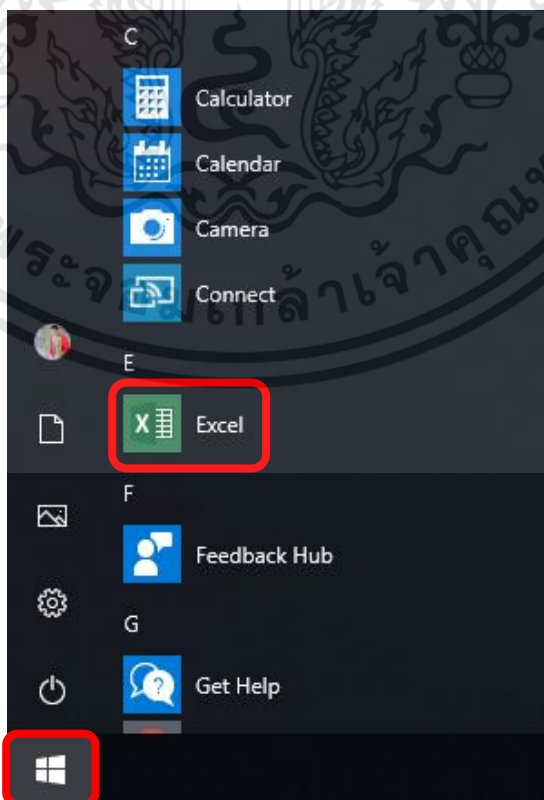 C
Calculator
Calendar
Camera
Connect
E
Excel
F
Feedback Hub
G
Get Help